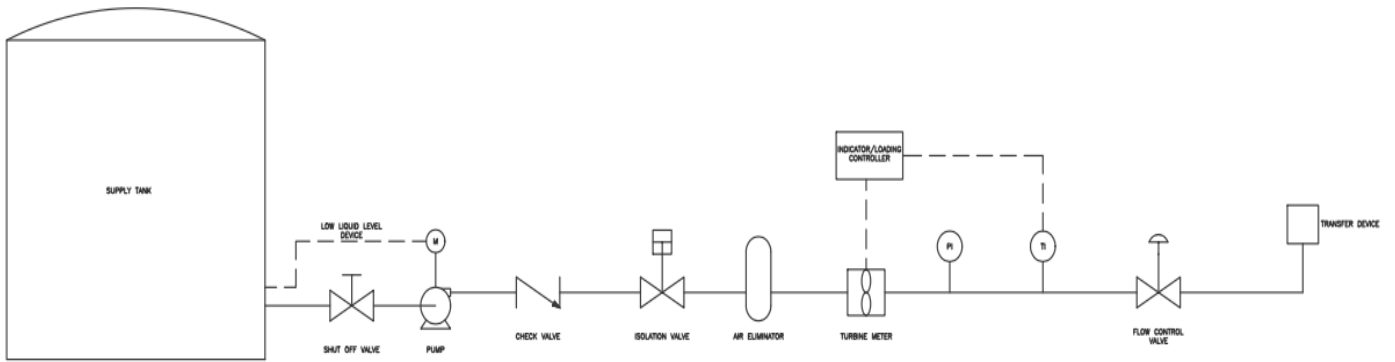 SUPPLY TANK
LOW LIQUID LEVEL
DEVICE
M
SHUT OFF VALVE
PUMP
CHECK VALVE
ISOLATION VALVE
AIR ELIMINATOR
INDICATOR/LOADING
CONTROLLER
TURBINE METER
PI
TI
FLOW CONTROL
VALVE
TRANSFER DEVICE